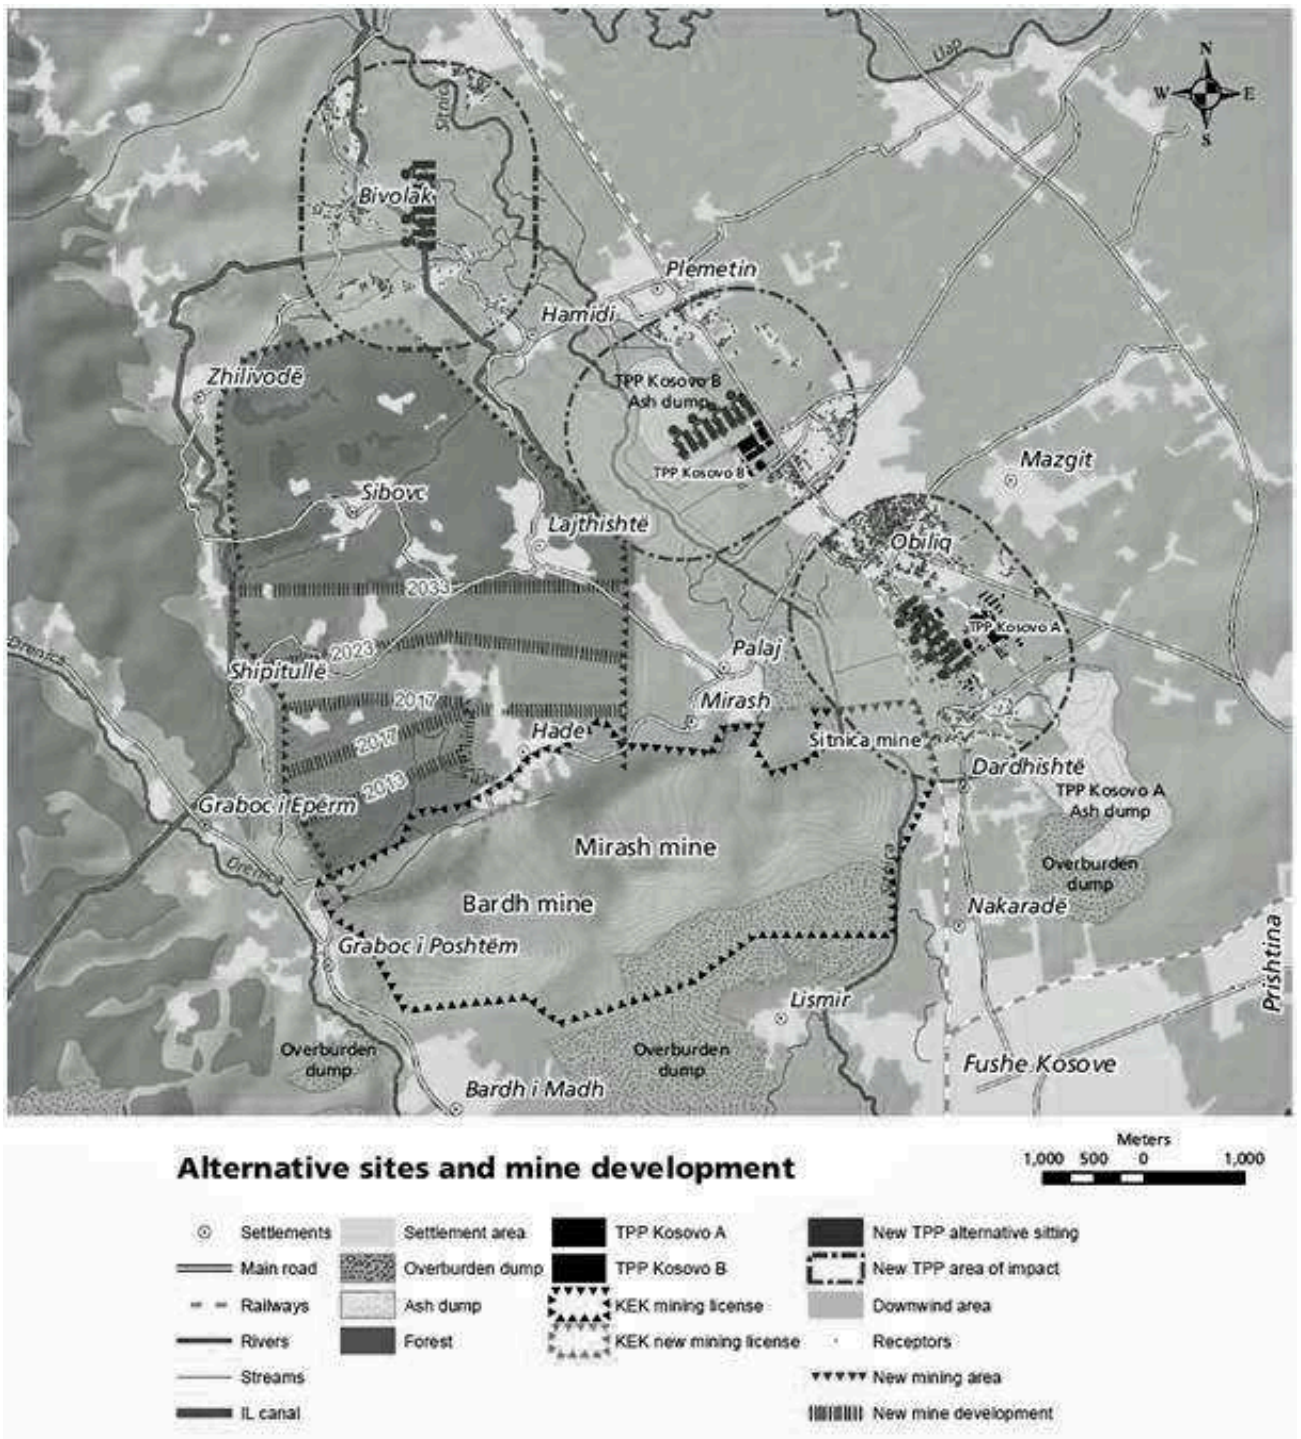 Llap
N
W E
S
Sitnica
Bivolak
Plemetin
Hamidi
Zhilivodë
TPP Kosovo B
Ash dump
TPP Kosovo B
Mazgit
Sibovc
Lajthishtë
Obiliq
2033
TPP Kosovo A
Drenica
2023
Palaj
Shipitullë
2017
Mirash
Hade
2017
Sitnica mine
Dardhishtë
2013
TPP Kosovo A
Ash dump
Graboc i Epërm
Mirash mine
Overburden
dump
Drenica
Sitnica
Bardh mine
Nakaradë
Graboc i Poshtëm
Prishtina
Lismir
Overburden
dump
Overburden
dump
Fushe Kosove
Bardh i Madh
Alternative sites and mine development
Meters
1,000 500 0 1,000
Settlements
Settlement area
TPP Kosovo A
New TPP alternative sitting
Main road
Overburden dump
TPP Kosovo B
New TPP area of impact
Railways
Ash dump
KEK mining license
Downwind area
Rivers
Forest
KEK new mining license
Receptors
Streams
New mining area
IL canal
New mine development